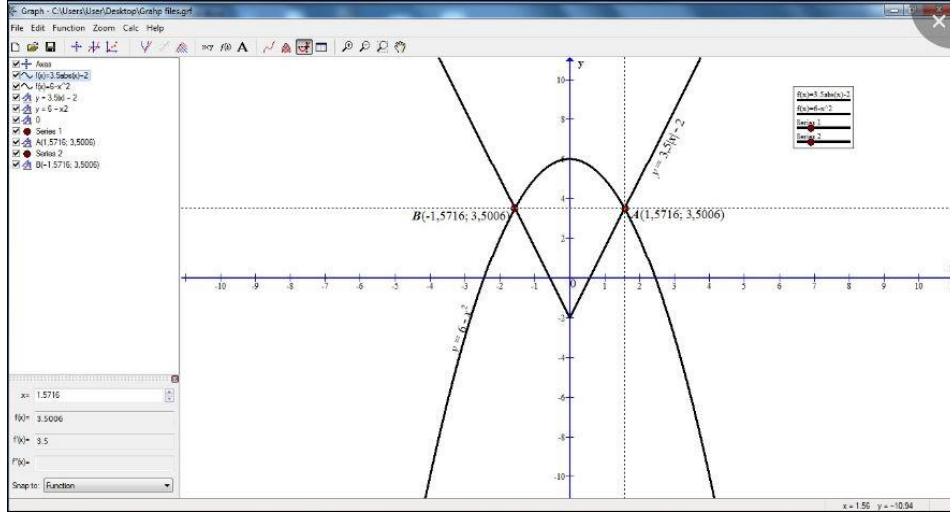 Graph - C:\Users\User\Desktop\Grahp files.grf
File Edit Function Zoom Calc Help
Axes
f(x)=3.5abs(x)-2
f(x)=6-x^2
y = 3.5|x| - 2
y = 6 - x2
0
Series 1
A(1,5716; 3,5006)
Series 2
B(-1,5716; 3,5006)
x= 1.5716
f(x)= 3.5006
f'(x)= 3.5
f''(x)=
Snap to: Function
y
10
8
6
4
2
-2
-4
-6
-8
-10
-10 -9 -8 -7 -6 -5 -4 -3 -2 -1 0 1 2 3 4 5 6 7 8 9 10
y = 3,5|x| - 2
y = 6 - x²
B(-1,5716; 3,5006)
A(1,5716; 3,5006)
f(x)=3.5abs(x)-2
f(x)=6-x^2
Series 1
Series 2
x = 1.56 y = -10.94